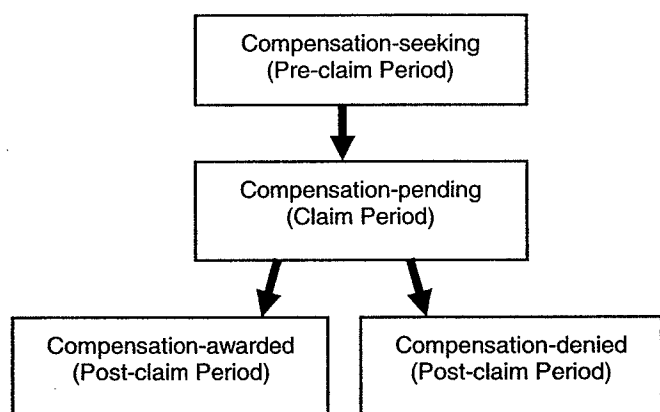 Compensation-seeking
(Pre-claim Period)
Compensation-pending
(Claim Period)
Compensation-awarded
(Post-claim Period)
Compensation-denied
(Post-claim Period)